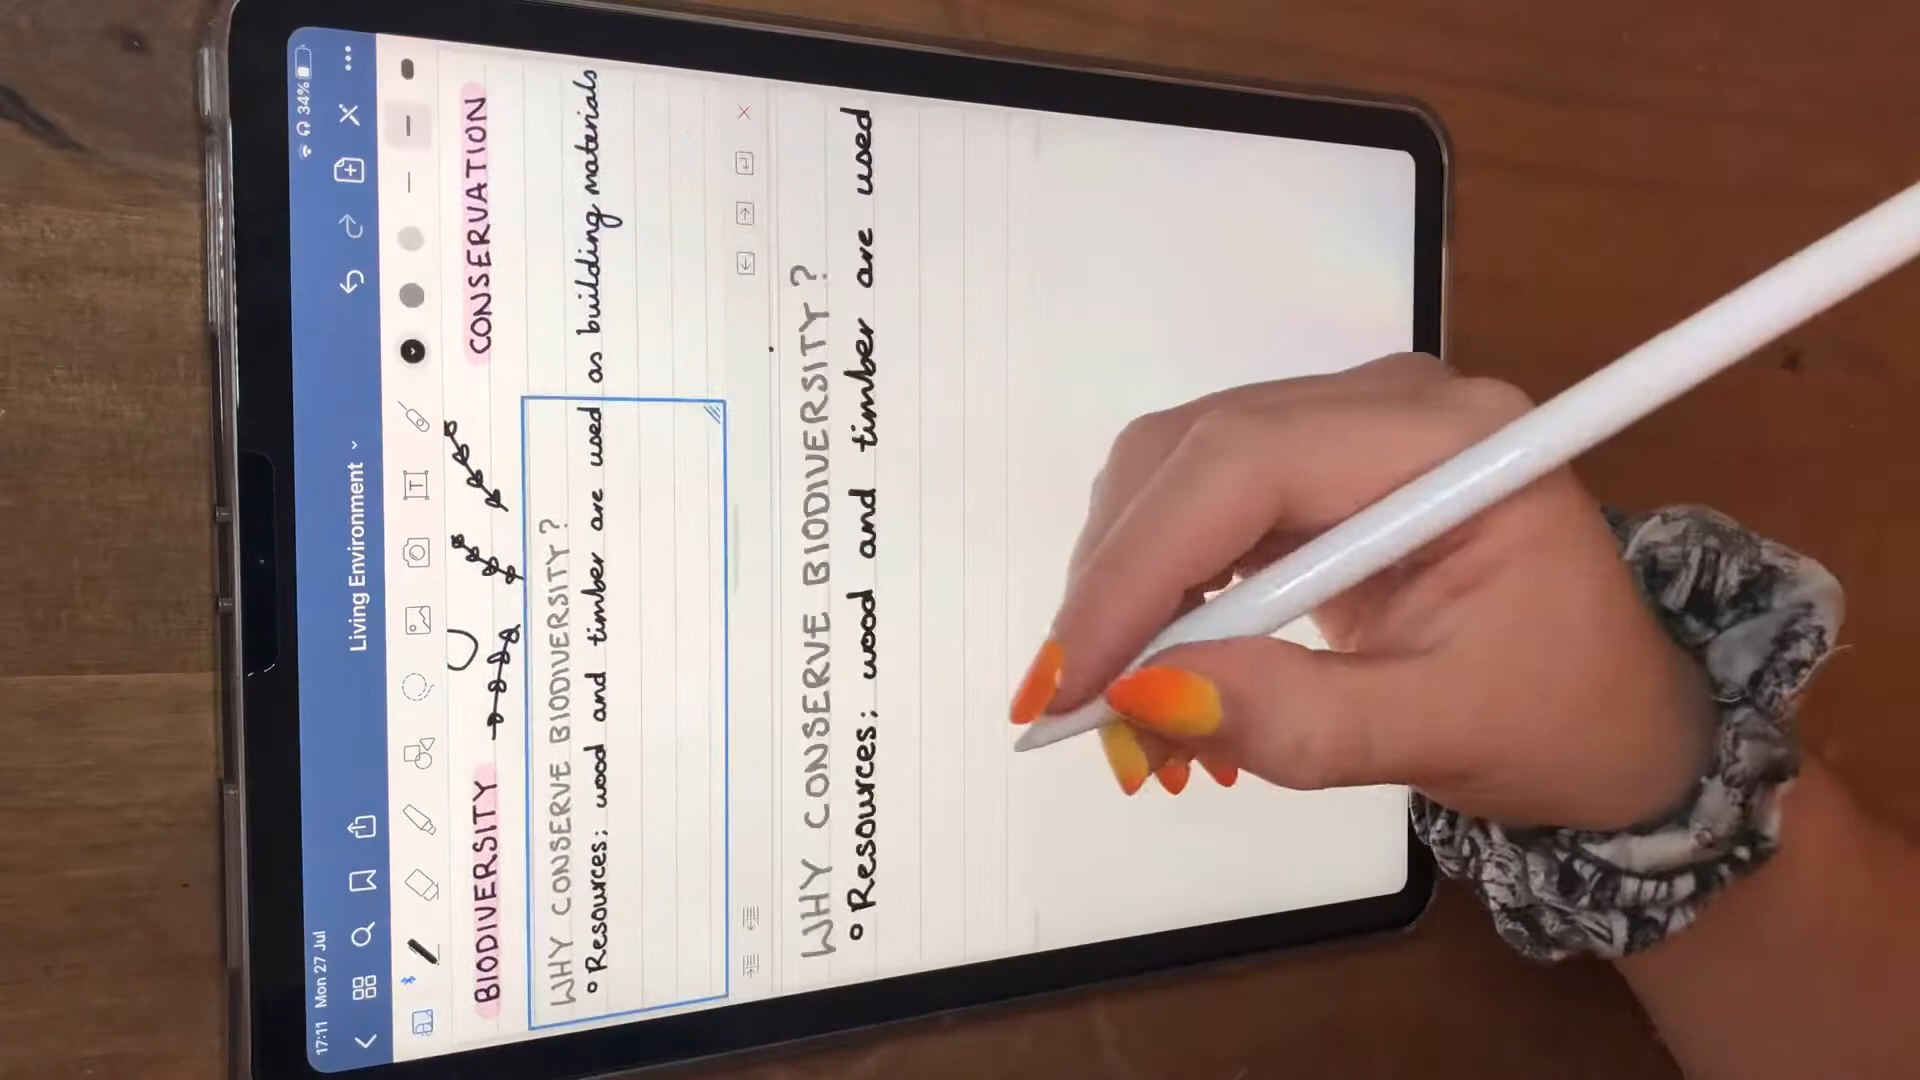 17:11 Mon 27 Jul
34%
Living Environment
BIODIVERSITY
CONSERVATION
WHY CONSERVE BIODIVERSITY?
Resources; wood and timber are used as building materials
WHY CONSERVE BIODIVERSITY?
Resources; wood and timber are used